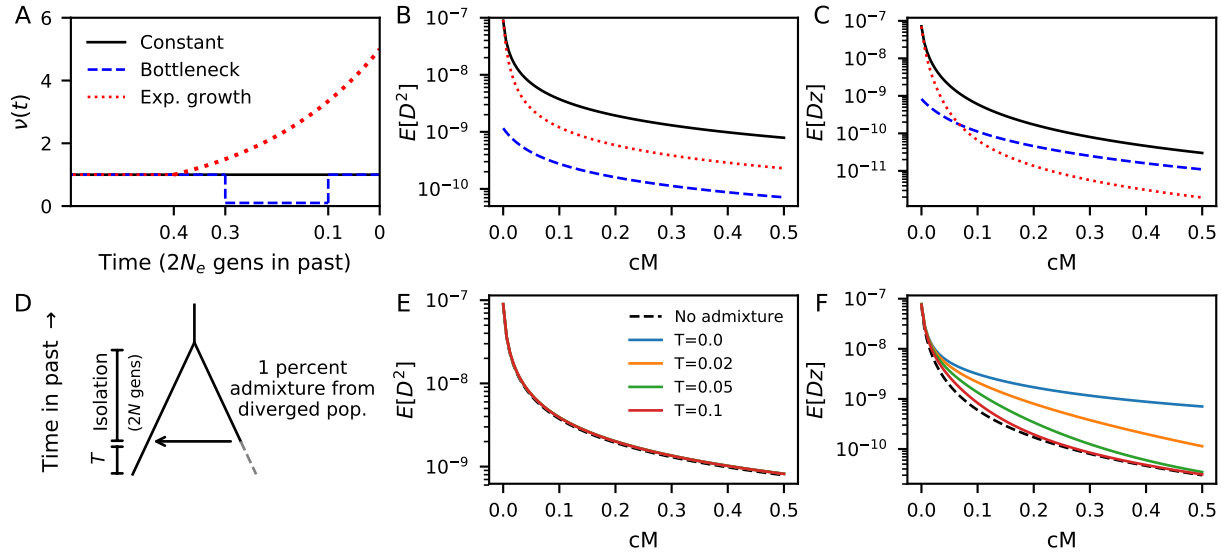 A
6
4
2
0
ν(t)
Constant
Bottleneck
Exp. growth
0.4
0.3
0.1
0
Time (2Nₑ gens in past)
B
10⁻⁷
10⁻⁸
10⁻⁹
10⁻¹⁰
E[D²]
0.0
0.1
0.2
0.3
0.4
0.5
cM
C
10⁻⁷
10⁻⁸
10⁻⁹
10⁻¹⁰
10⁻¹¹
E[Dz]
0.0
0.1
0.2
0.3
0.4
0.5
cM
D
Time in past →
Isolation
(2N gens)
T
1 percent
admixture from
diverged pop.
E
10⁻⁷
10⁻⁸
10⁻⁹
E[D²]
No admixture
T=0.0
T=0.02
T=0.05
T=0.1
0.0
0.1
0.2
0.3
0.4
0.5
cM
F
10⁻⁷
10⁻⁸
10⁻⁹
10⁻¹⁰
E[Dz]
0.0
0.1
0.2
0.3
0.4
0.5
cM